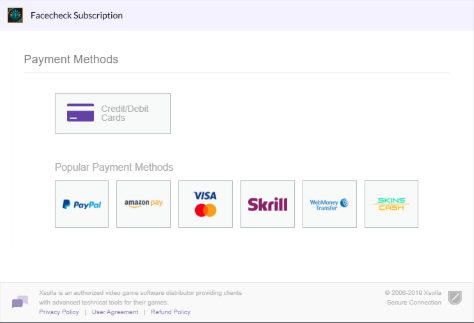 Facecheck Subscription
Payment Methods
Credit/Debit
Cards
Popular Payment Methods
PayPal
amazon pay
VISA
Skrill
WebMoney
Transfer
SKINS
CASH
Xsolla is an authorized video game software distributor providing clients
with advanced technical tools for their games.
Privacy Policy | User Agreement | Refund Policy
© 2006-2019 Xsolla
Secure Connection